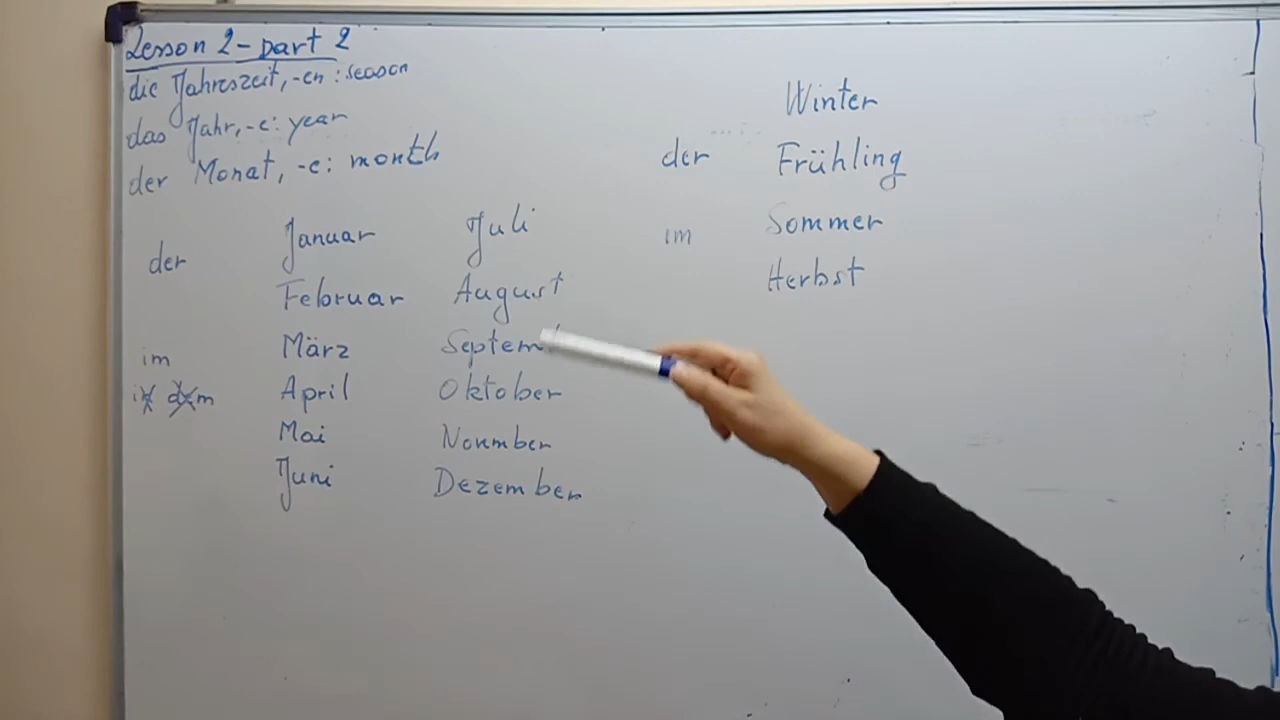 Lesson 2 - part 2
die Jahreszeit, -en : season
das Jahr, -e: year
der Monat, -e: month
der
im
in dem
Januar
Februar
März
April
Mai
Juni
Juli
August
Septem
Oktober
Nonmber
Dezember
der
im
Winter
Frühling
Sommer
Herbst